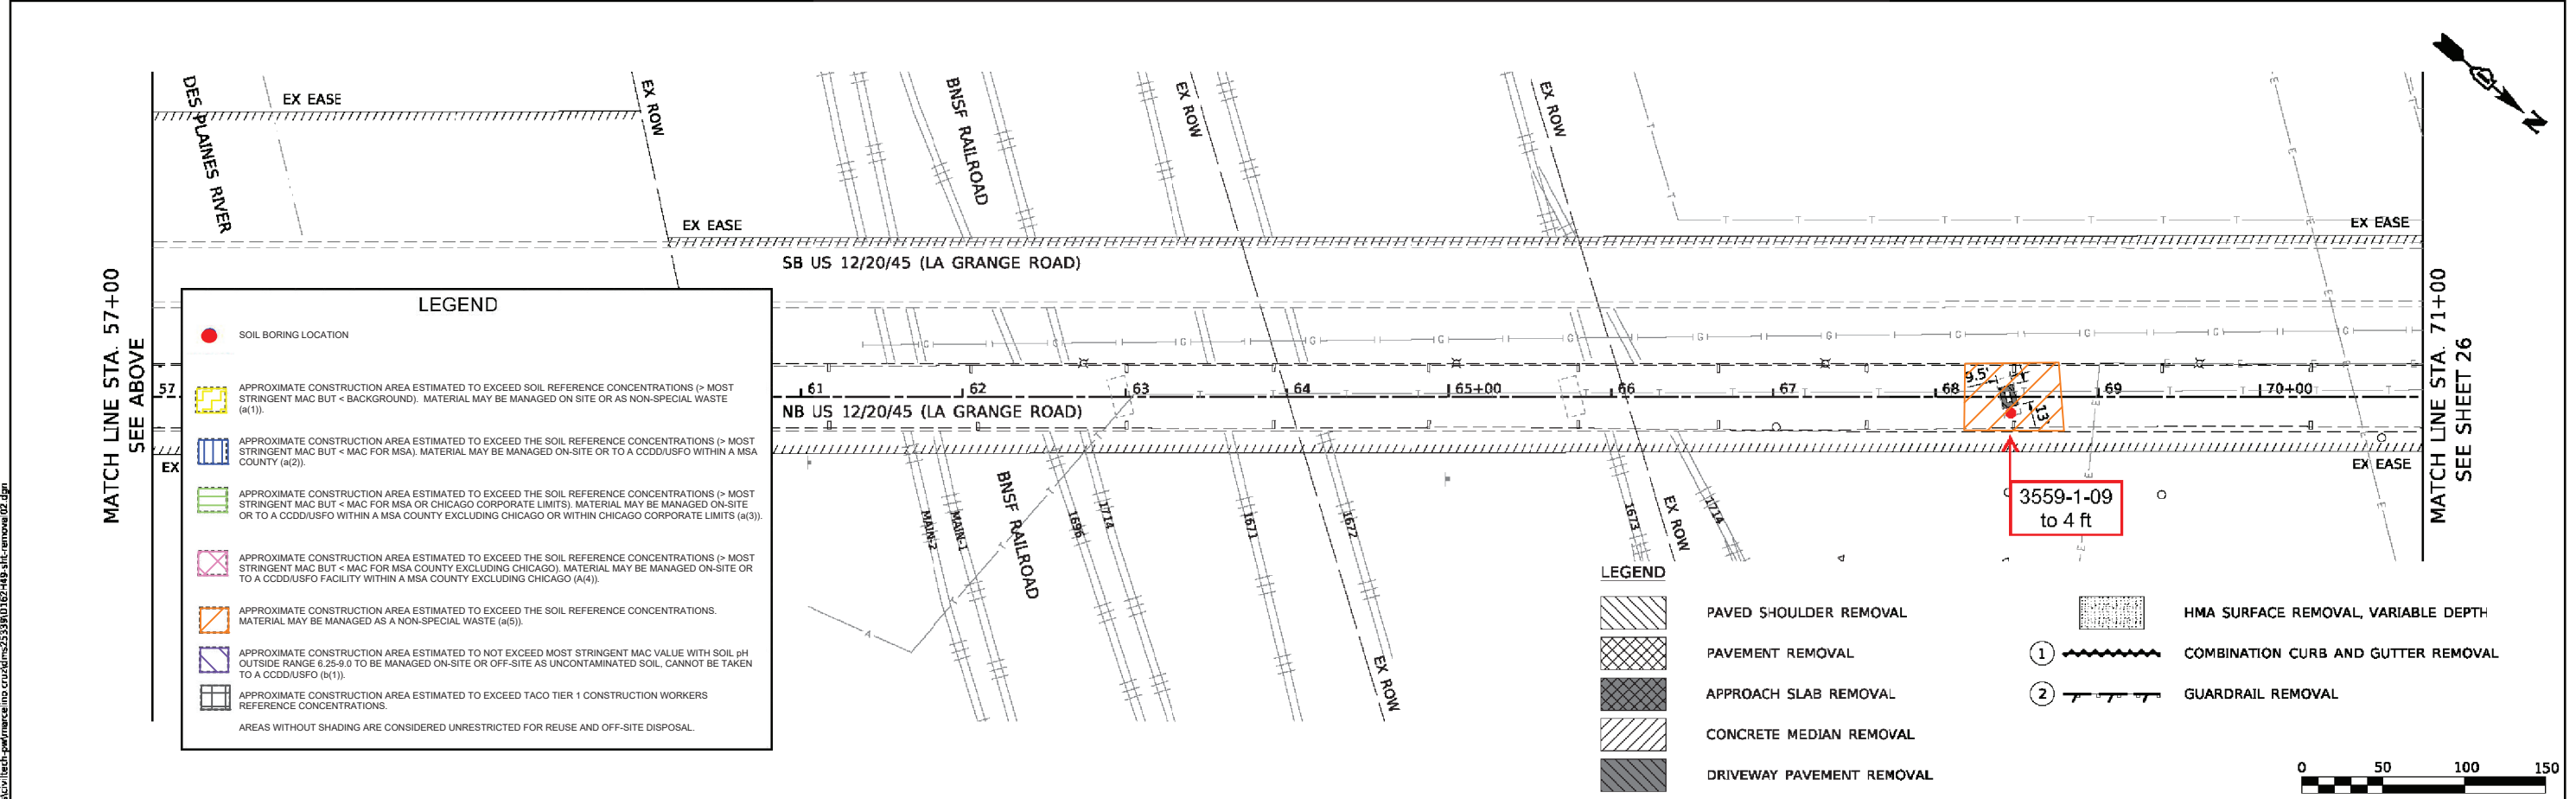 DES PLAINES RIVER
EX EASE
EX ROW
BNSF RAILROAD
EX ROW
EX ROW
N
EX EASE
EX EASE
SB US 12/20/45 (LA GRANGE ROAD)
MATCH LINE STA. 57+00
SEE ABOVE
57
61
62
63
64
65+00
66
67
68
69
70+00
9.5'
13'
NB US 12/20/45 (LA GRANGE ROAD)
EX
EX EASE
MATCH LINE STA. 71+00
SEE SHEET 26
3559-1-09
to 4 ft
MAIN-2
MAIN-1
BNSF RAILROAD
1696
1714
1671
1672
1673
EX ROW
1714
EX ROW
LEGEND
SOIL BORING LOCATION
APPROXIMATE CONSTRUCTION AREA ESTIMATED TO EXCEED SOIL REFERENCE CONCENTRATIONS (> MOST
STRINGENT MAC BUT < BACKGROUND). MATERIAL MAY BE MANAGED ON SITE OR AS NON-SPECIAL WASTE
(a(1)).
APPROXIMATE CONSTRUCTION AREA ESTIMATED TO EXCEED THE SOIL REFERENCE CONCENTRATIONS (> MOST
STRINGENT MAC BUT < MAC FOR MSA). MATERIAL MAY BE MANAGED ON-SITE OR TO A CCDD/USFO WITHIN A MSA
COUNTY (a(2)).
APPROXIMATE CONSTRUCTION AREA ESTIMATED TO EXCEED THE SOIL REFERENCE CONCENTRATIONS (> MOST
STRINGENT MAC BUT < MAC FOR MSA OR CHICAGO CORPORATE LIMITS). MATERIAL MAY BE MANAGED ON-SITE
OR TO A CCDD/USFO WITHIN A MSA COUNTY EXCLUDING CHICAGO OR WITHIN CHICAGO CORPORATE LIMITS (a(3)).
APPROXIMATE CONSTRUCTION AREA ESTIMATED TO EXCEED THE SOIL REFERENCE CONCENTRATIONS (> MOST
STRINGENT MAC BUT < MAC FOR MSA COUNTY EXCLUDING CHICAGO). MATERIAL MAY BE MANAGED ON-SITE OR
TO A CCDD/USFO FACILITY WITHIN A MSA COUNTY EXCLUDING CHICAGO (A(4)).
APPROXIMATE CONSTRUCTION AREA ESTIMATED TO EXCEED THE SOIL REFERENCE CONCENTRATIONS.
MATERIAL MAY BE MANAGED AS A NON-SPECIAL WASTE (a(5)).
APPROXIMATE CONSTRUCTION AREA ESTIMATED TO NOT EXCEED MOST STRINGENT MAC VALUE WITH SOIL pH
OUTSIDE RANGE 6.25-9.0 TO BE MANAGED ON-SITE OR OFF-SITE AS UNCONTAMINATED SOIL, CANNOT BE TAKEN
TO A CCDD/USFO (b(1)).
APPROXIMATE CONSTRUCTION AREA ESTIMATED TO EXCEED TACO TIER 1 CONSTRUCTION WORKERS
REFERENCE CONCENTRATIONS.
AREAS WITHOUT SHADING ARE CONSIDERED UNRESTRICTED FOR REUSE AND OFF-SITE DISPOSAL.
LEGEND
PAVED SHOULDER REMOVAL
PAVEMENT REMOVAL
APPROACH SLAB REMOVAL
CONCRETE MEDIAN REMOVAL
DRIVEWAY PAVEMENT REMOVAL
HMA SURFACE REMOVAL, VARIABLE DEPTH
1 COMBINATION CURB AND GUTTER REMOVAL
2 GUARDRAIL REMOVAL
0 50 100 150